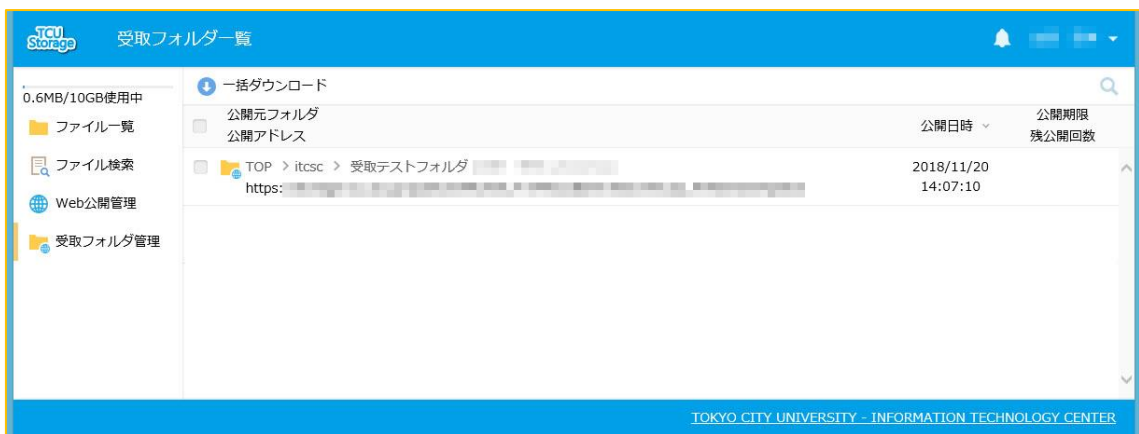 TCU
Storage
受取フォルダ一覧
0.6MB/10GB使用中
ファイル一覧
ファイル検索
Web公開管理
受取フォルダ管理
一括ダウンロード
公開元フォルダ
公開アドレス
公開日時
公開期限
残公開回数
TOP > itcsc > 受取テストフォルダ
https:
2018/11/20
14:07:10
TOKYO CITY UNIVERSITY - INFORMATION TECHNOLOGY CENTER